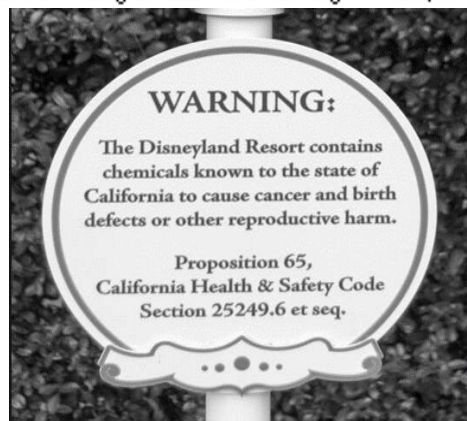 WARNING:
The Disneyland Resort contains
chemicals known to the state of
California to cause cancer and birth
defects or other reproductive harm.
Proposition 65,
California Health & Safety Code
Section 25249.6 et seq.